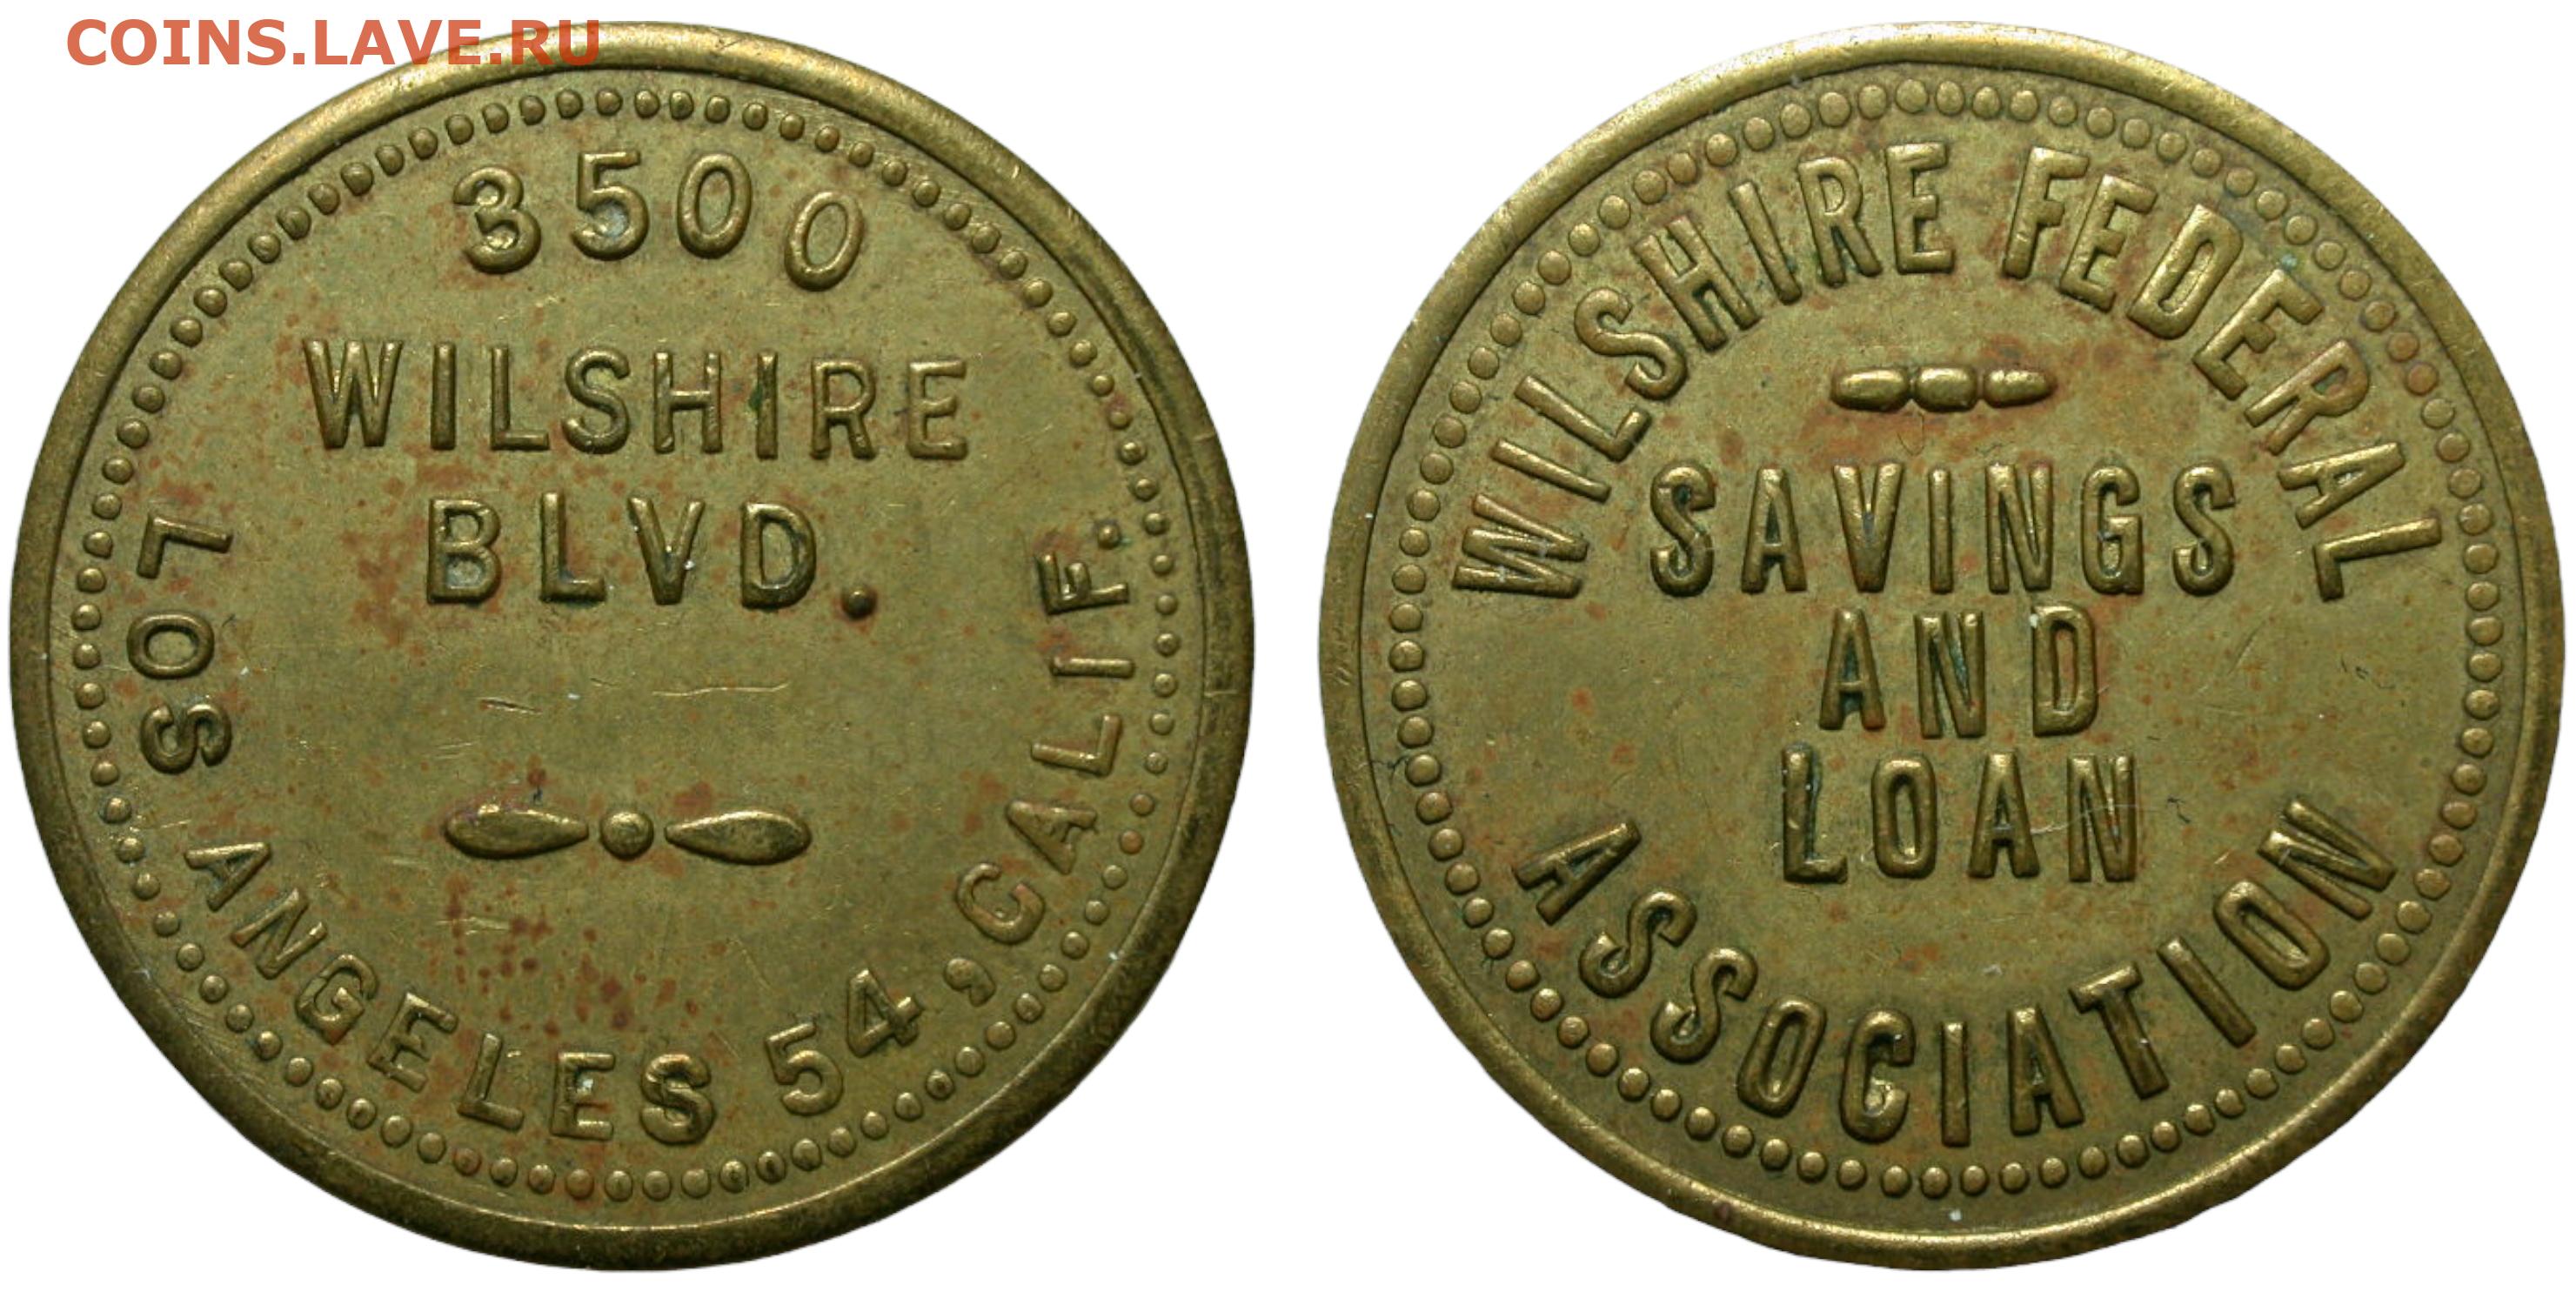 COINS.LAVE.RU
3500
WILSHIRE
BLVD.
LOS ANGELES 54, CALIF.
WILSHIRE FEDERAL
SAVINGS
AND
LOAN
ASSOCIATION